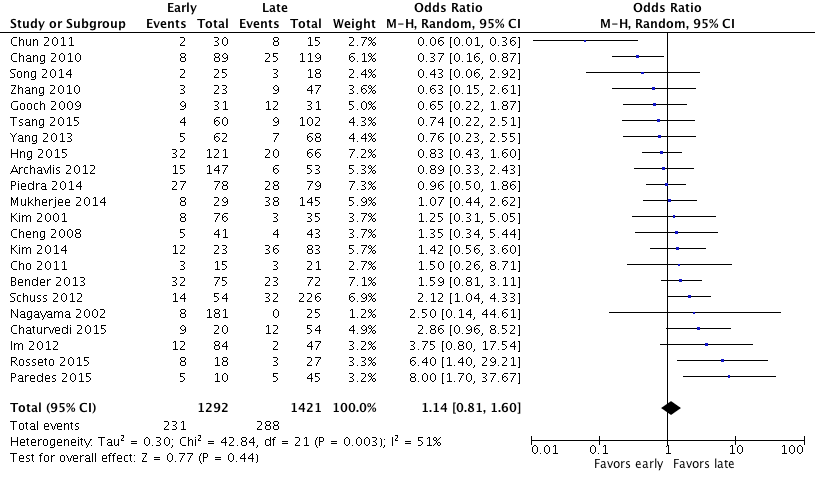 Early Late Odds Ratio Odds Ratio
Study or Subgroup Events Total Events Total Weight M-H, Random, 95% CI M-H, Random, 95% CI
Chun 2011 2 30 8 15 2.7% 0.06 [0.01, 0.36]
Chang 2010 8 89 25 119 6.1% 0.37 [0.16, 0.87]
Song 2014 2 25 3 18 2.4% 0.43 [0.06, 2.92]
Zhang 2010 3 23 9 47 3.6% 0.63 [0.15, 2.61]
Gooch 2009 9 31 12 31 4.9% 0.65 [0.22, 1.87]
Tsang 2015 4 60 9 102 4.2% 0.74 [0.22, 2.51]
Yang 2013 5 62 7 68 4.4% 0.76 [0.23, 2.55]
Hng 2015 32 121 20 66 7.2% 0.83 [0.43, 1.60]
Archavlis 2012 15 147 6 53 5.3% 0.89 [0.33, 2.43]
Piedra 2014 27 78 28 79 7.3% 0.96 [0.50, 1.86]
Mukherjee 2014 8 29 38 145 5.9% 1.07 [0.44, 2.62]
Kim 2001 8 76 3 35 3.7% 1.25 [0.31, 5.05]
Cheng 2008 5 41 4 43 3.7% 1.35 [0.34, 5.44]
Kim 2014 12 23 36 83 5.7% 1.42 [0.56, 3.60]
Cho 2011 3 15 3 21 2.7% 1.50 [0.26, 8.71]
Bender 2013 32 75 23 72 7.1% 1.59 [0.81, 3.11]
Schuss 2012 14 54 32 226 6.9% 2.12 [1.04, 4.33]
Nagayama 2002 8 181 0 25 1.2% 2.50 [0.14, 44.61]
Chaturvedi 2015 9 20 12 54 4.9% 2.86 [0.96, 8.52]
Im 2012 12 84 2 47 3.3% 3.75 [0.80, 17.54]
Rosseto 2015 8 18 3 27 3.3% 6.40 [1.40, 29.21]
Paredes 2015 5 10 5 45 3.2% 8.00 [1.70, 37.67]
Total (95% CI) 1292 1421 100.0% 1.14 [0.81, 1.60]
Total events 231 288
Heterogeneity: Tau² = 0.30; Chi² = 42.84, df = 21 (P = 0.003); I² = 51%
Test for overall effect: Z = 0.77 (P = 0.44)
0.01 0.1 1 10 100
Favors early Favors late